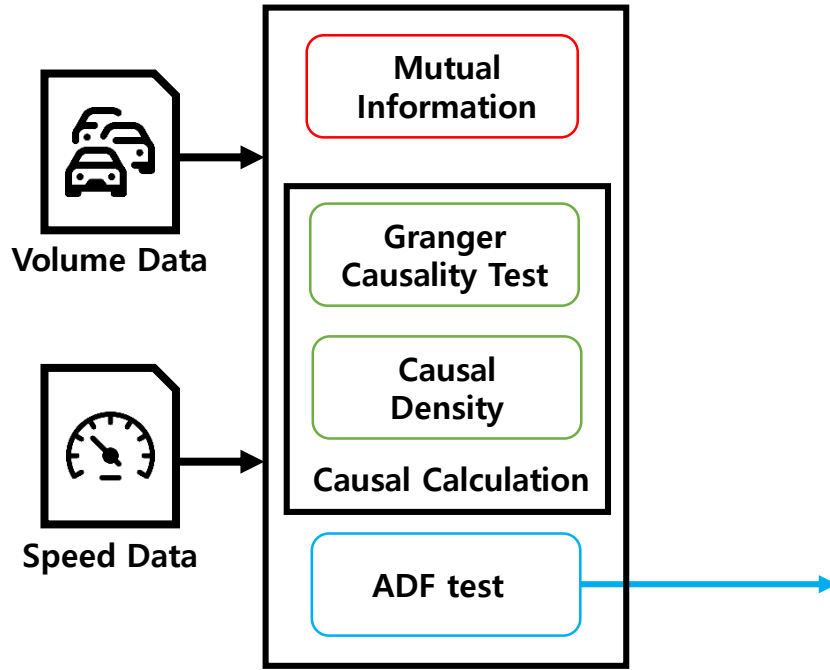 Mutual
Information
Volume Data
Granger
Causality Test
Causal
Density
Causal Calculation
Speed Data
ADF test